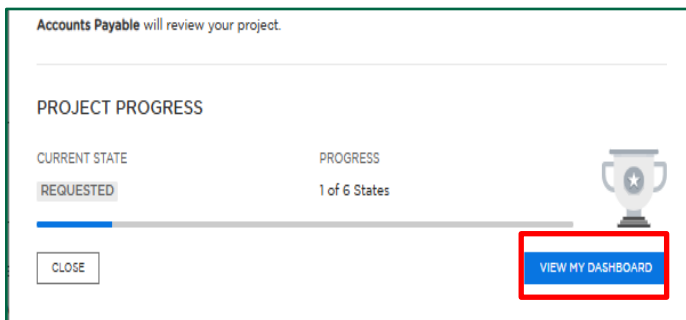 Accounts Payable will review your project.
PROJECT PROGRESS
CURRENT STATE PROGRESS
REQUESTED 1 of 6 States
CLOSE VIEW MY DASHBOARD